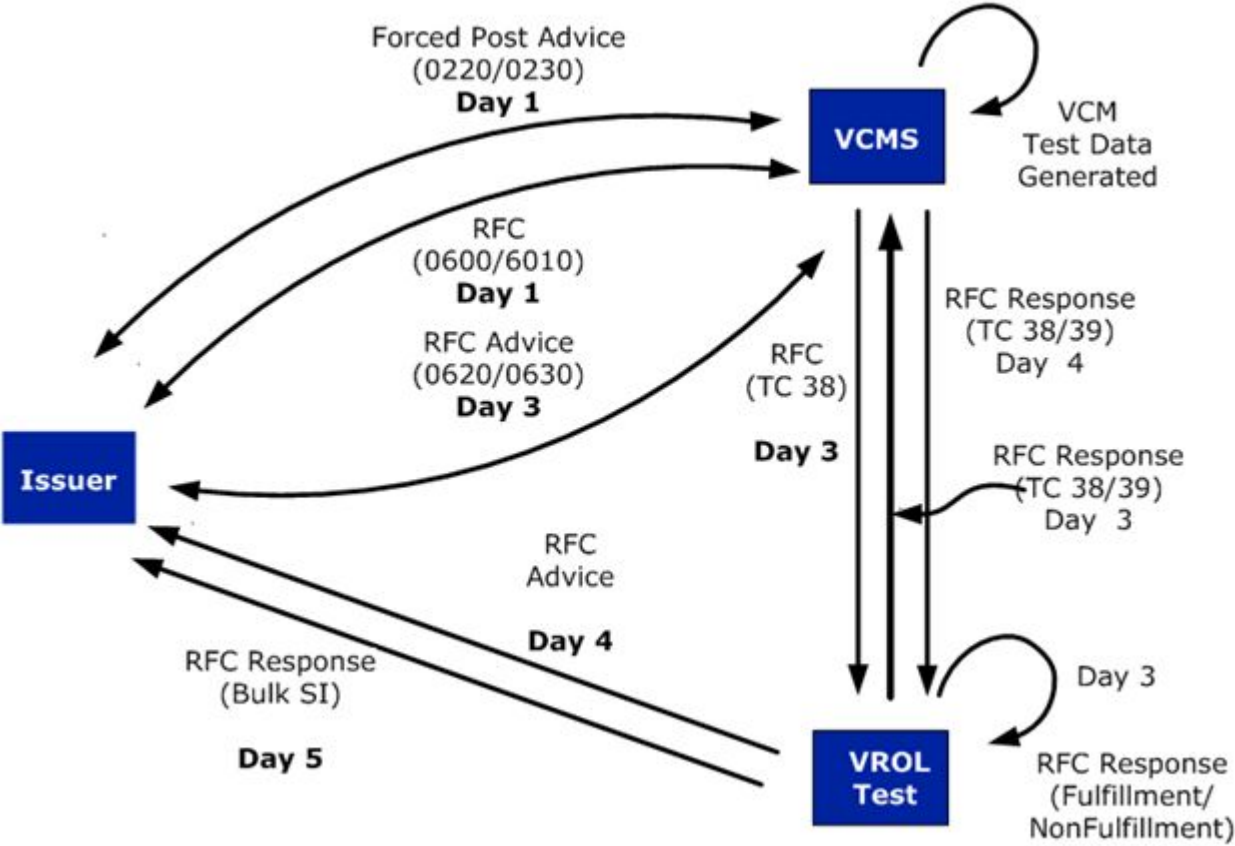 Forced Post Advice
(0220/0230)
Day 1
VCMS
VCM
Test Data
Generated
RFC
(0600/6010)
Day 1
RFC Advice
(0620/0630)
Day 3
RFC
(TC 38)
Day 3
RFC Response
(TC 38/39)
Day 4
RFC Response
(TC 38/39)
Day 3
Issuer
RFC
Advice
Day 4
RFC Response
(Bulk SI)
Day 5
VROL
Test
Day 3
RFC Response
(Fulfillment/
NonFulfillment)